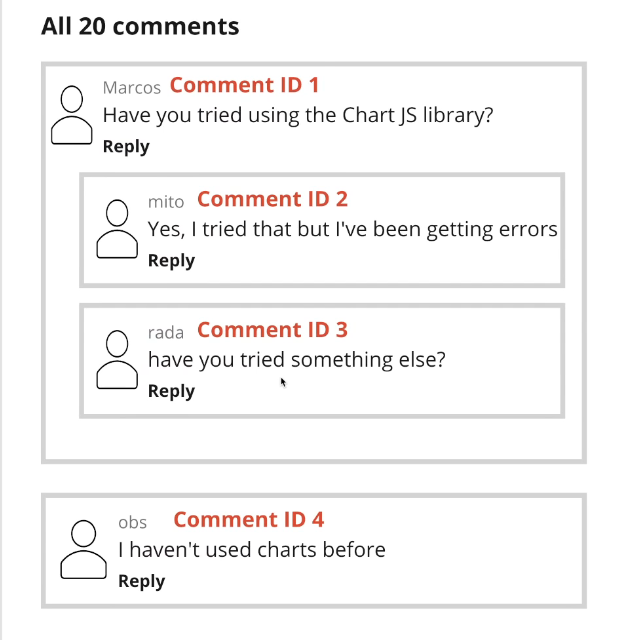 All 20 comments
Marcos Comment ID 1
Have you tried using the Chart JS library?
Reply
mito Comment ID 2
Yes, I tried that but I've been getting errors
Reply
rada Comment ID 3
have you tried something else?
Reply
obs Comment ID 4
I haven't used charts before
Reply